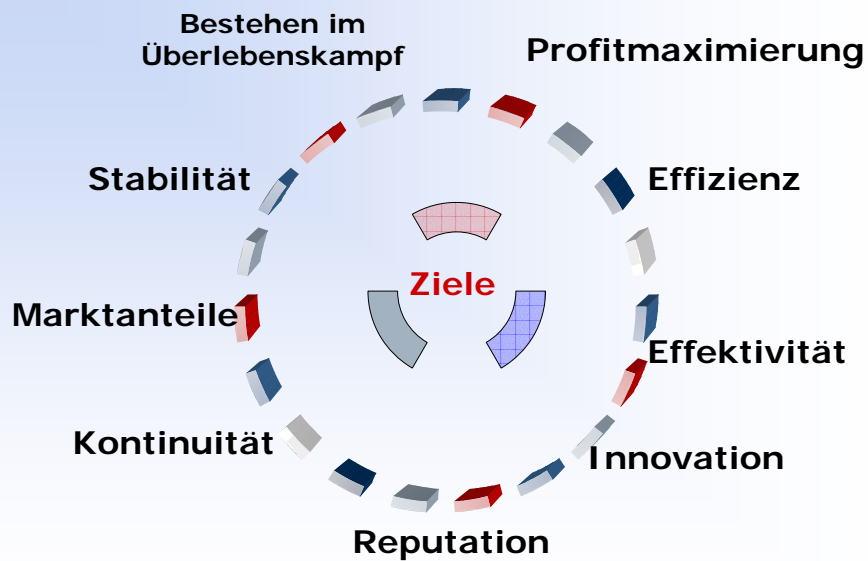 Bestehen im
Überlebenskampf
Profitmaximierung
Stabilität
Effizienz
Ziele
Marktanteile
Effektivität
Kontinuität
Innovation
Reputation